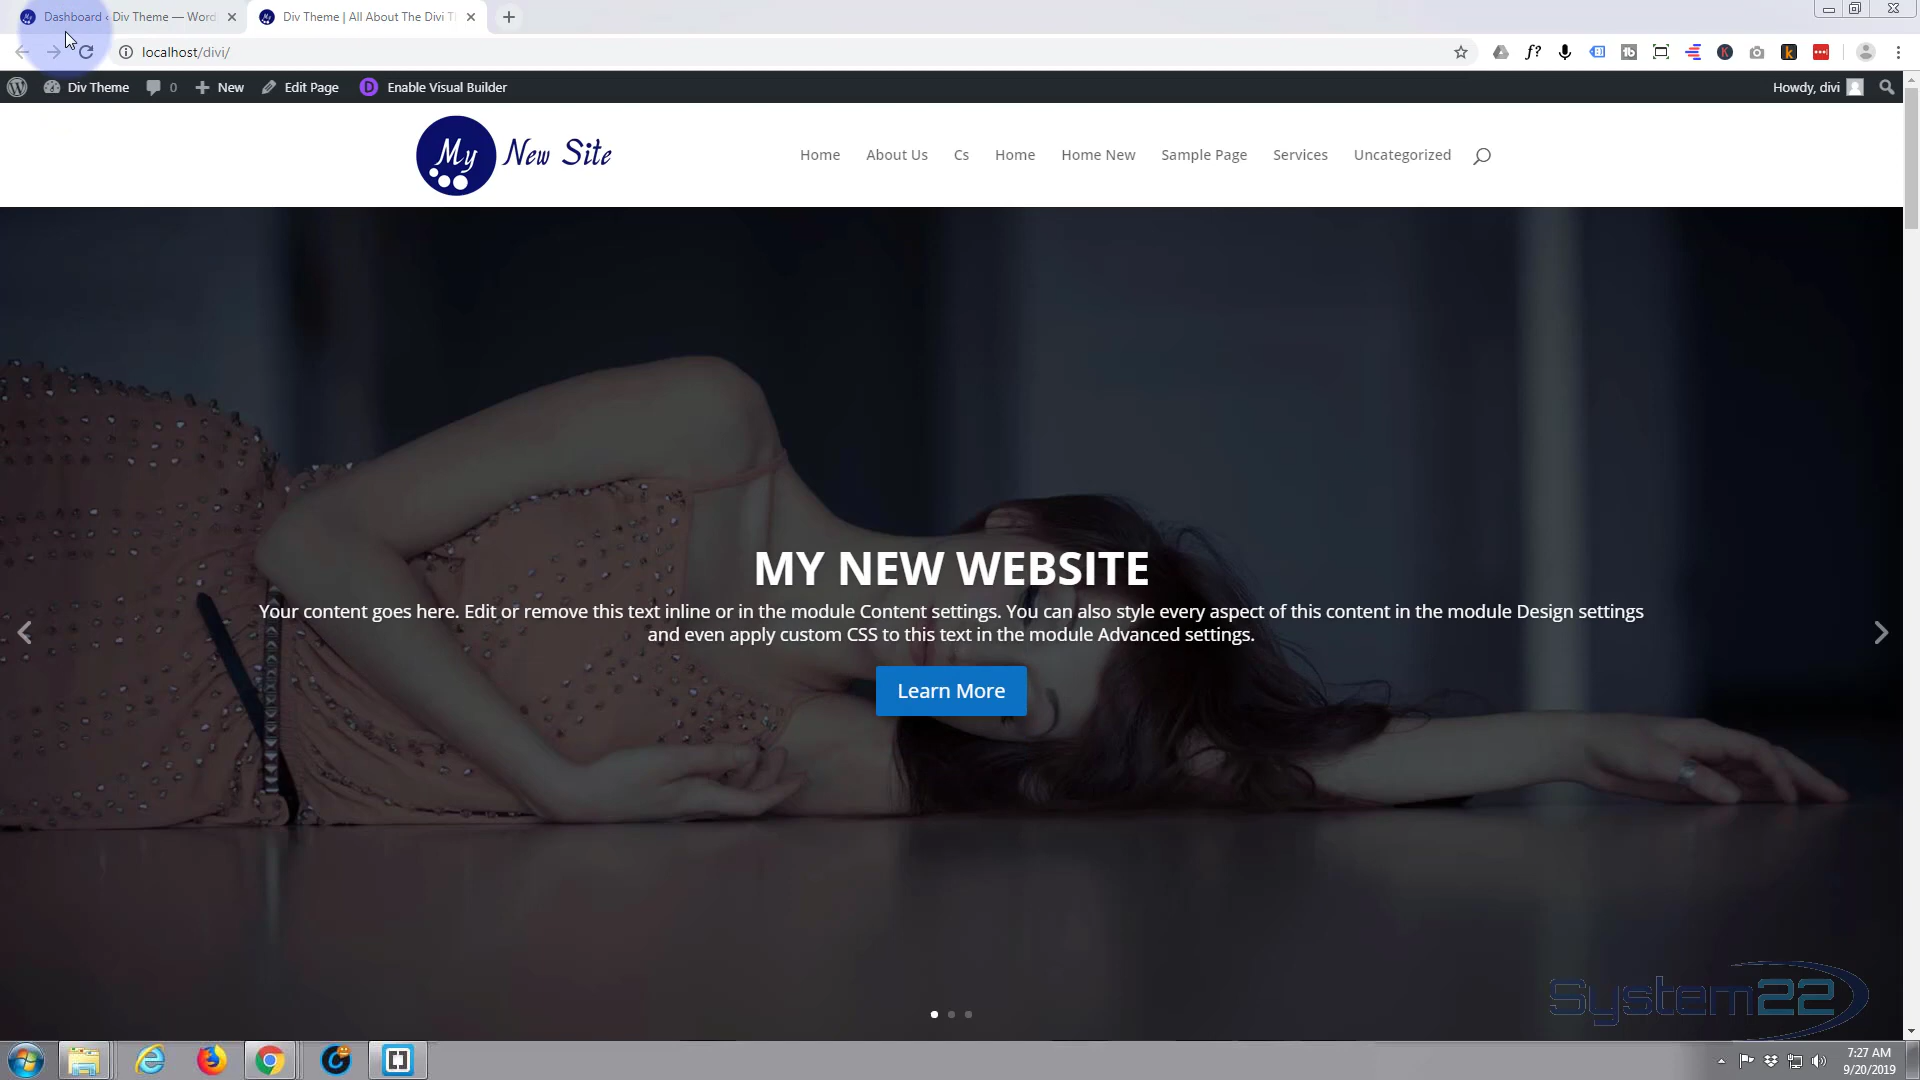 Dashboard ‹ Div Theme — Word
Div Theme | All About The Divi T
localhost/divi/
Div Theme
0
New
Edit Page
Enable Visual Builder
Howdy, divi
My New Site
Home
About Us
Cs
Home
Home New
Sample Page
Services
Uncategorized
MY NEW WEBSITE
Your content goes here. Edit or remove this text inline or in the module Content settings. You can also style every aspect of this content in the module Design settings
and even apply custom CSS to this text in the module Advanced settings.
Learn More
System22
7:27 AM
9/20/2019